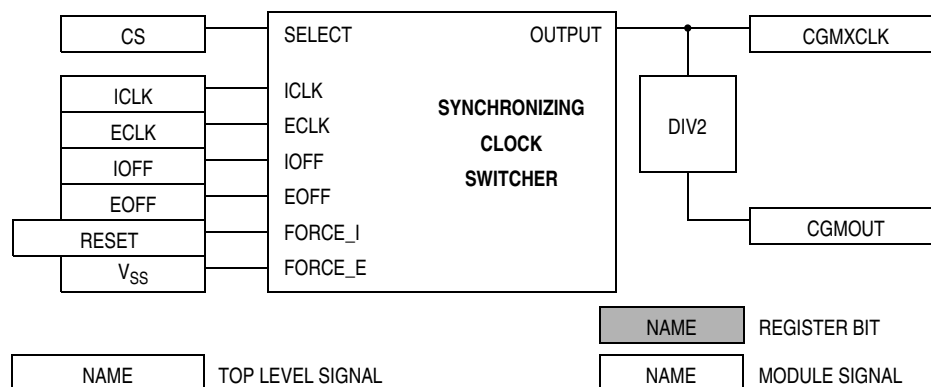 CS SELECT OUTPUT CGMXCLK
ICLK ICLK
ECLK ECLK
IOFF IOFF
EOFF EOFF
RESET FORCE_I
VSS FORCE_E
SYNCHRONIZING
CLOCK
SWITCHER
DIV2
CGMOUT
NAME REGISTER BIT
NAME TOP LEVEL SIGNAL
NAME MODULE SIGNAL